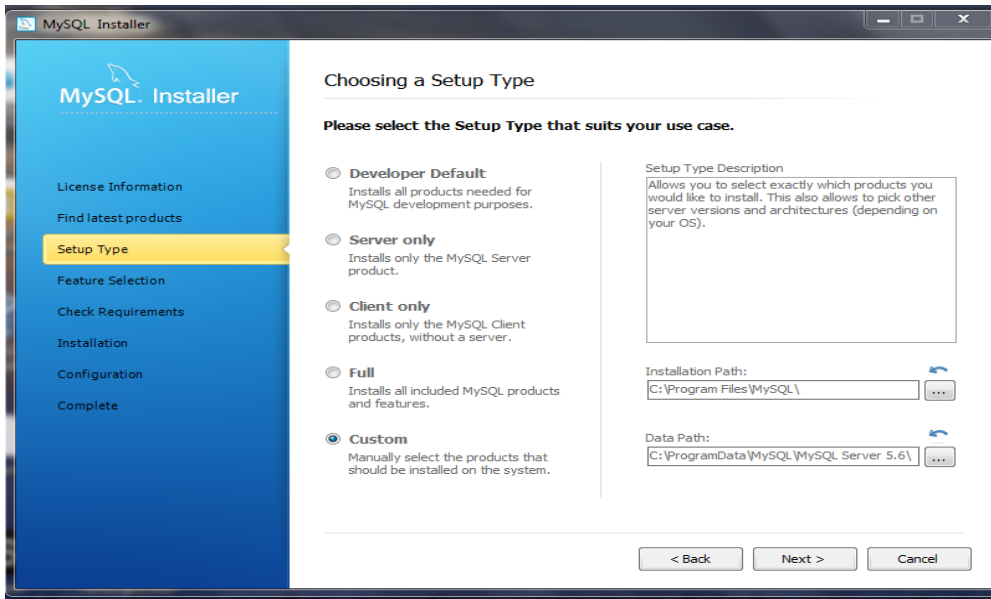 MySQL Installer
MySQL. Installer
License Information
Find latest products
Setup Type
Feature Selection
Check Requirements
Installation
Configuration
Complete
Choosing a Setup Type
Please select the Setup Type that suits your use case.
Developer Default
Installs all products needed for
MySQL development purposes.
Server only
Installs only the MySQL Server
product.
Client only
Installs only the MySQL Client
products, without a server.
Full
Installs all included MySQL products
and features.
Custom
Manually select the products that
should be installed on the system.
Setup Type Description
Allows you to select exactly which products you
would like to install. This also allows to pick other
server versions and architectures (depending on
your OS).
Installation Path:
C:\Program Files\MySQL\
...
Data Path:
C:\ProgramData\MySQL\MySQL Server 5.6\
...
< Back
Next >
Cancel